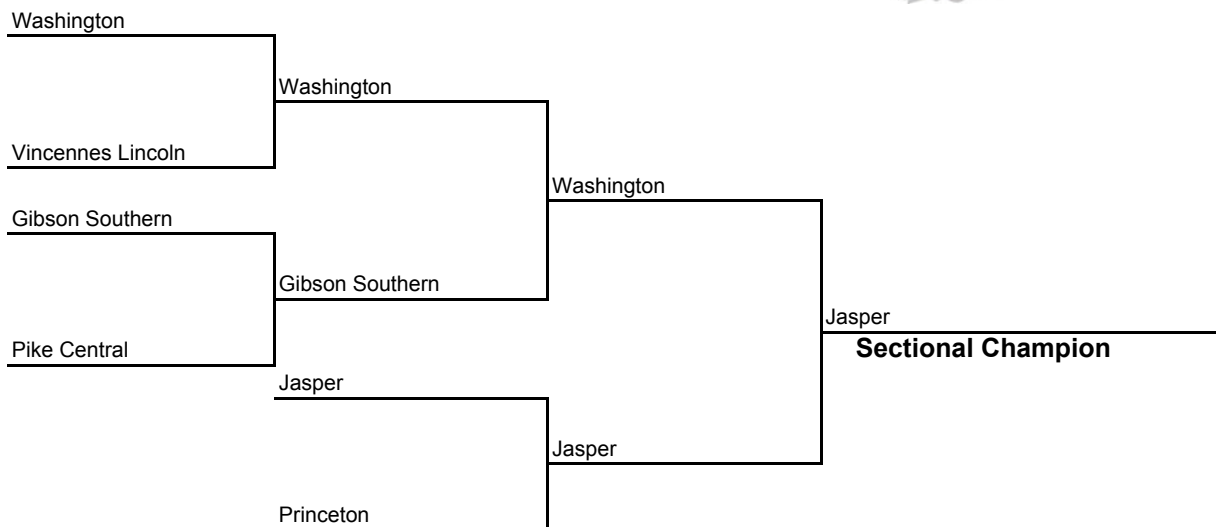 Washington
Washington
Vincennes Lincoln
Washington
Gibson Southern
Gibson Southern
Jasper
Pike Central
Sectional Champion
Jasper
Jasper
Princeton